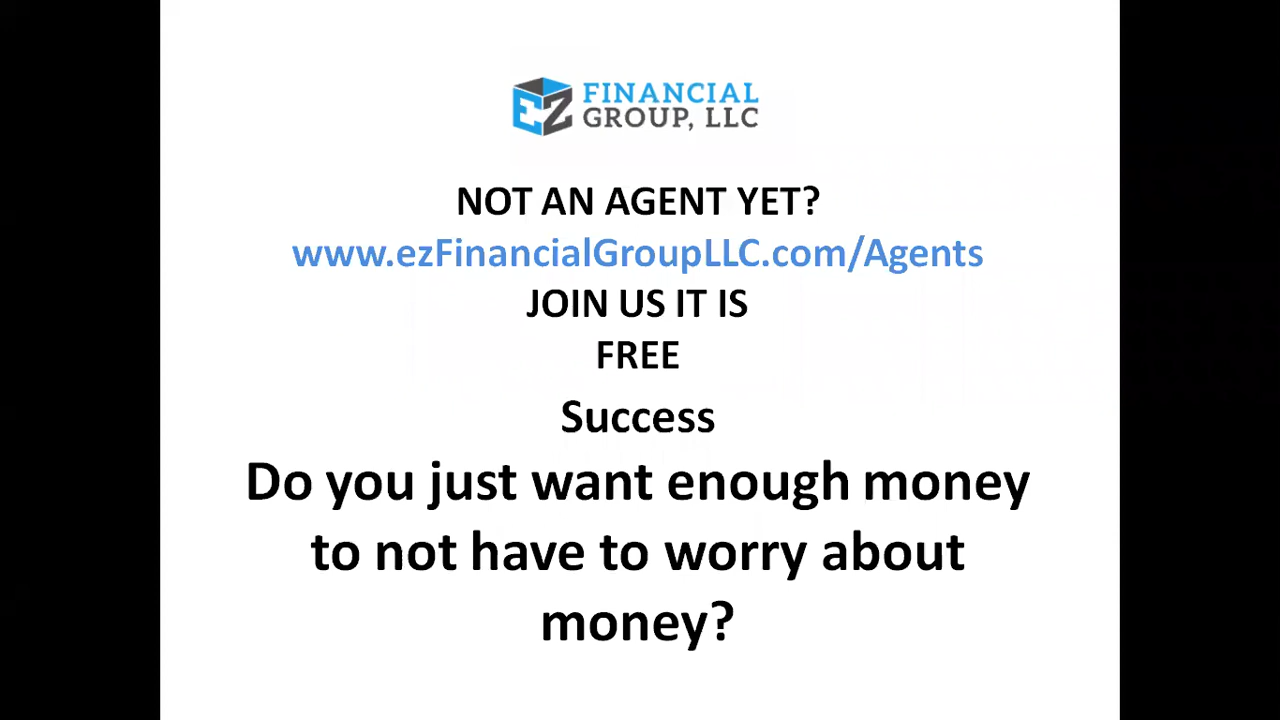 EZ FINANCIAL
GROUP, LLC
NOT AN AGENT YET?
www.ezFinancialGroupLLC.com/Agents
JOIN US IT IS
FREE
Success
Do you just want enough money
to not have to worry about
money?